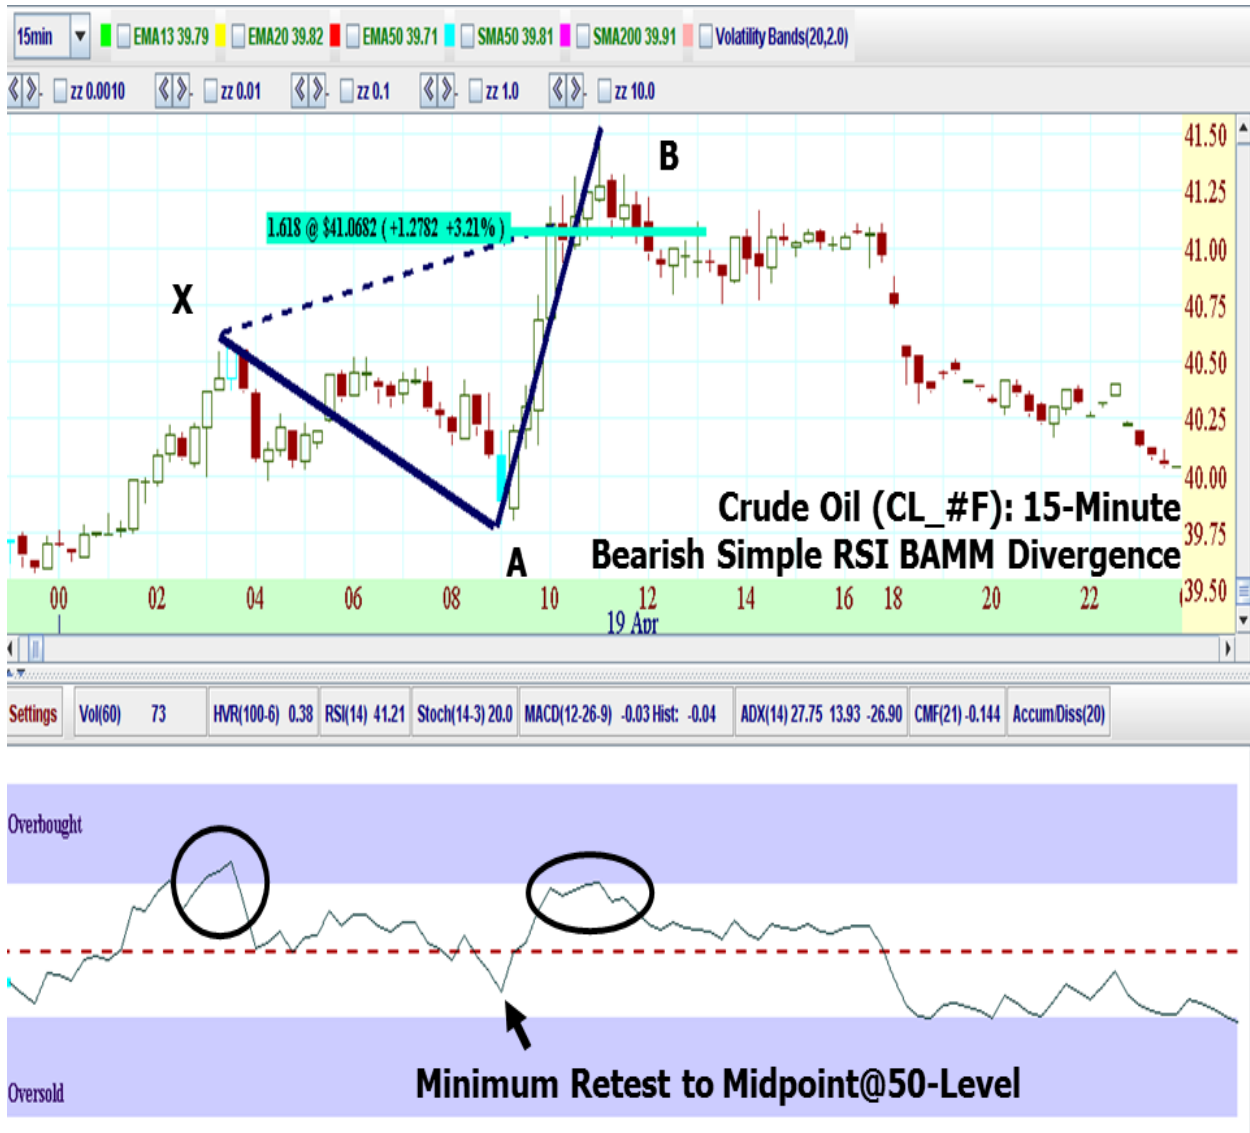 15min EMA13 39.79 EMA20 39.82 EMA50 39.71 SMA50 39.81 SMA200 39.91 Volatility Bands(20,2.0)
zz 0.0010 zz 0.01 zz 0.1 zz 1.0 zz 10.0
41.50
B
41.25
1.618 @ $41.0682 ( +1.2782 +3.21% )
41.00
X
40.75
40.50
40.25
40.00
Crude Oil (CL_#F): 15-Minute
39.75
Bearish Simple RSI BAMM Divergence
A
39.50
00 02 04 06 08 10 12 14 16 18 20 22
19 Apr
Settings Vol(60) 73 HVR(100-6) 0.38 RSI(14) 41.21 Stoch(14-3) 20.0 MACD(12-26-9) -0.03 Hist: -0.04 ADX(14) 27.75 13.93 -26.90 CMF(21) -0.144 Accum/Diss(20)
Overbought
Minimum Retest to Midpoint@50-Level
Oversold